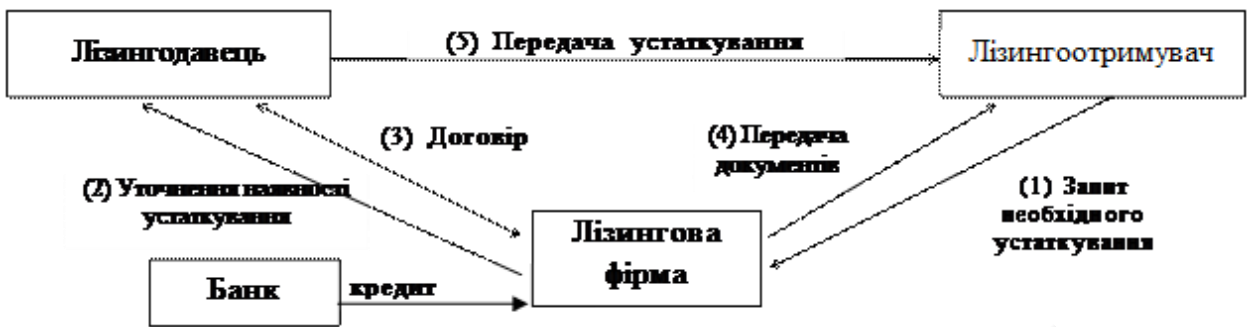 Лізингодавець
(5) Передача устаткування
Лізингоотримувач
(3) Договір
(4) Передача
документів
(2) Уточнення наявності
устаткування
(1) Запит
необхідного
устаткування
Лізингова
фірма
Банк
кредит